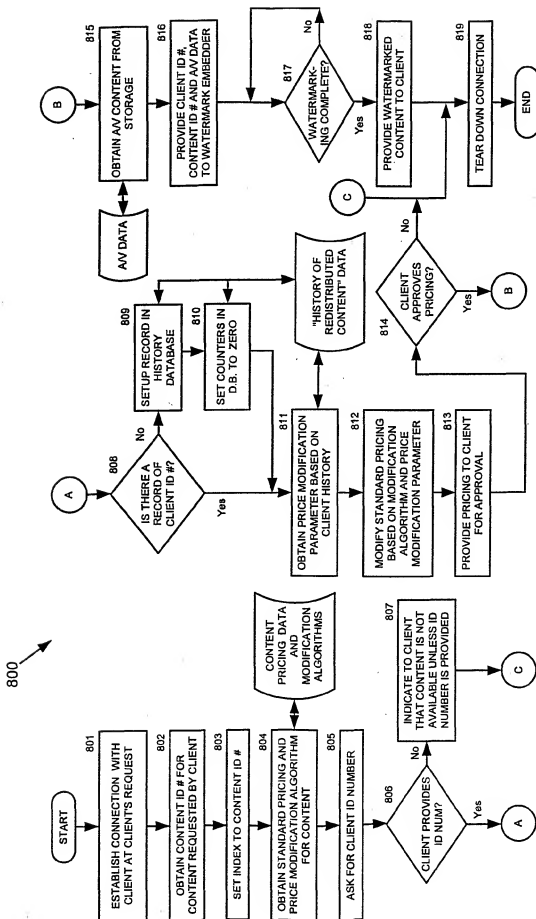 800
START
801
ESTABLISH CONNECTION WITH
CLIENT AT CLIENT'S REQUEST
802
OBTAIN CONTENT ID # FOR
CONTENT REQUESTED BY CLIENT
803
SET INDEX TO CONTENT ID #
804
OBTAIN STANDARD PRICING AND
PRICE MODIFICATION ALGORITHM
FOR CONTENT
CONTENT
PRICING DATA
AND
MODIFICATION
ALGORITHMS
805
ASK FOR CLIENT ID NUMBER
806
CLIENT PROVIDES
ID NUM?
No
Yes
807
INDICATE TO CLIENT
THAT CONTENT IS NOT
AVAILABLE UNLESS ID
NUMBER IS PROVIDED
A
C
A
808
IS THERE A
RECORD OF
CLIENT ID #?
No
Yes
809
SETUP RECORD IN
HISTORY
DATABASE
810
SET COUNTERS IN
D.B. TO ZERO
811
OBTAIN PRICE MODIFICATION
PARAMETER BASED ON
CLIENT HISTORY
"HISTORY OF
REDISTRIBUTED
CONTENT" DATA
812
MODIFY STANDARD PRICING
BASED ON MODIFICATION
ALGORITHM AND PRICE
MODIFICATION PARAMETER
813
PROVIDE PRICING TO CLIENT
FOR APPROVAL
814
CLIENT
APPROVES
PRICING?
No
Yes
B
C
B
815
OBTAIN A/V CONTENT FROM
STORAGE
A/V DATA
816
PROVIDE CLIENT ID #,
CONTENT ID # AND A/V DATA
TO WATERMARK EMBEDDER
817
WATERMARK-
ING COMPLETE?
No
Yes
818
PROVIDE WATERMARKED
CONTENT TO CLIENT
819
TEAR DOWN CONNECTION
END